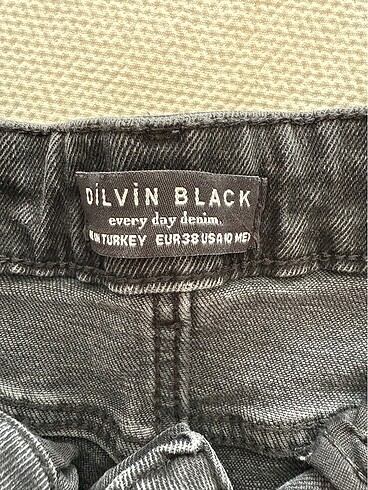 DİLVİN BLACK
every day denim.
IN TURKEY EUR38 USA10 MEX